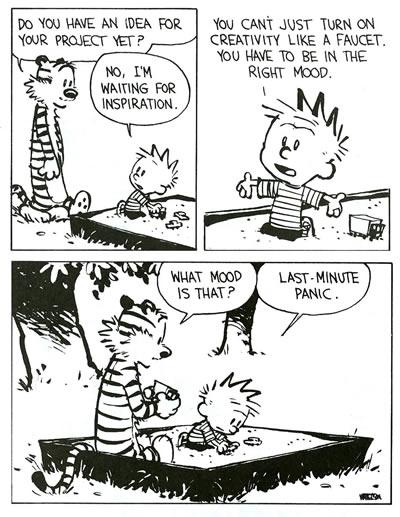 DO YOU HAVE AN IDEA FOR
YOUR PROJECT YET?
NO, I'M
WAITING FOR
INSPIRATION.
YOU CAN'T JUST TURN ON
CREATIVITY LIKE A FAUCET.
YOU HAVE TO BE IN THE
RIGHT MOOD.
WHAT MOOD
IS THAT?
LAST-MINUTE
PANIC.